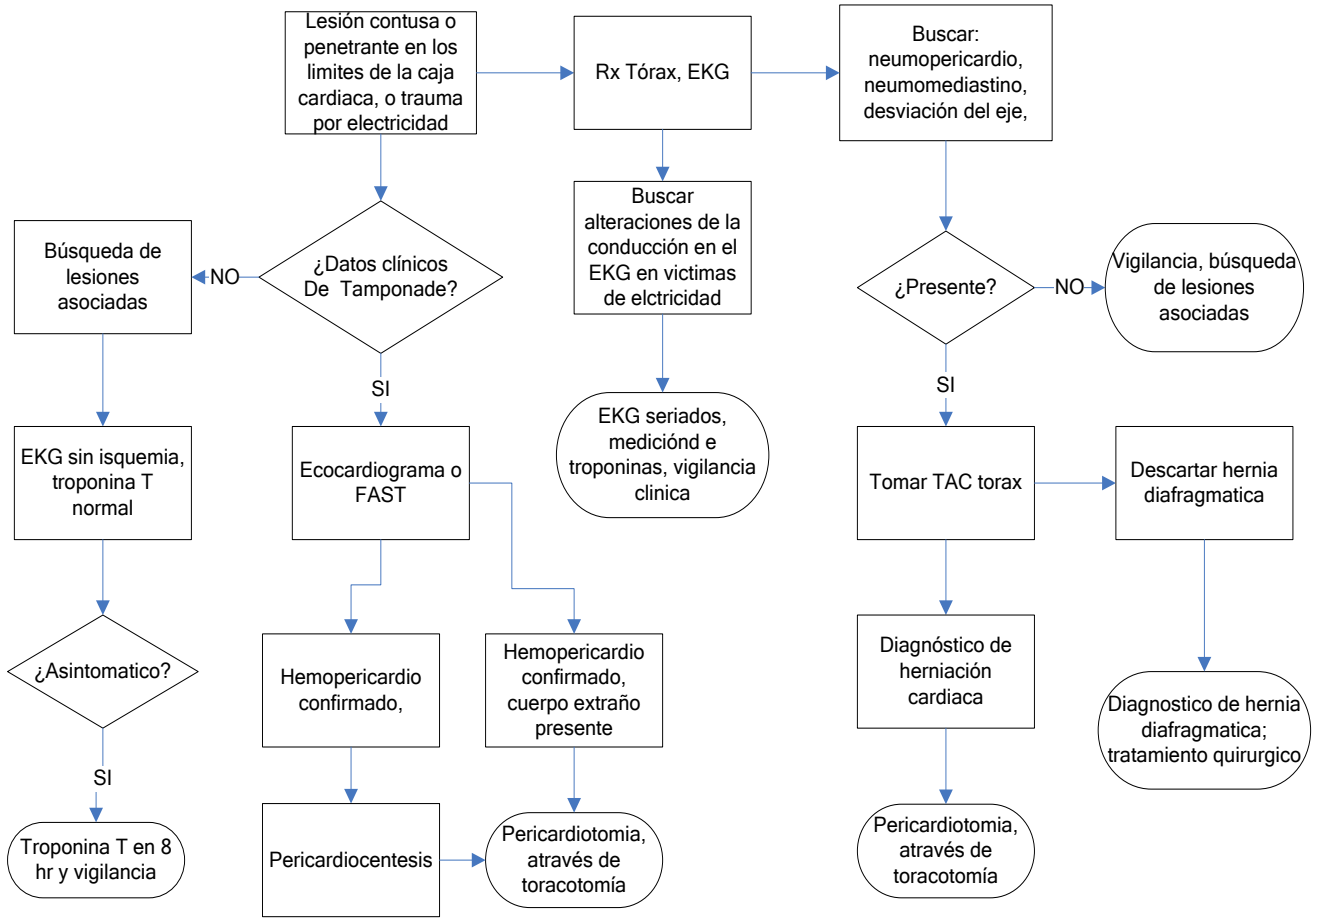 Lesión contusa o
penetrante en los
limites de la caja
cardiaca, o trauma
por electricidad
Rx Tórax, EKG
Buscar:
neumopericardio,
neumomediastino,
desviación del eje,
Buscar
alteraciones de la
conducción en el
EKG en victimas
de elctricidad
Búsqueda de
lesiones
asociadas
NO
¿Datos clínicos
De Tamponade?
¿Presente?
NO
Vigilancia, búsqueda
de lesiones
asociadas
SI
SI
EKG sin isquemia,
troponina T
normal
Ecocardiograma o
FAST
EKG seriados,
mediciónd e
troponinas, vigilancia
clinica
Tomar TAC torax
Descartar hernia
diafragmatica
¿Asintomatico?
Hemopericardio
confirmado,
Hemopericardio
confirmado,
cuerpo extraño
presente
Diagnóstico de
herniación
cardiaca
Diagnostico de hernia
diafragmatica;
tratamiento quirurgico
SI
Troponina T en 8
hr y vigilancia
Pericardiocentesis
Pericardiotomia,
através de
toracotomía
Pericardiotomia,
através de
toracotomía